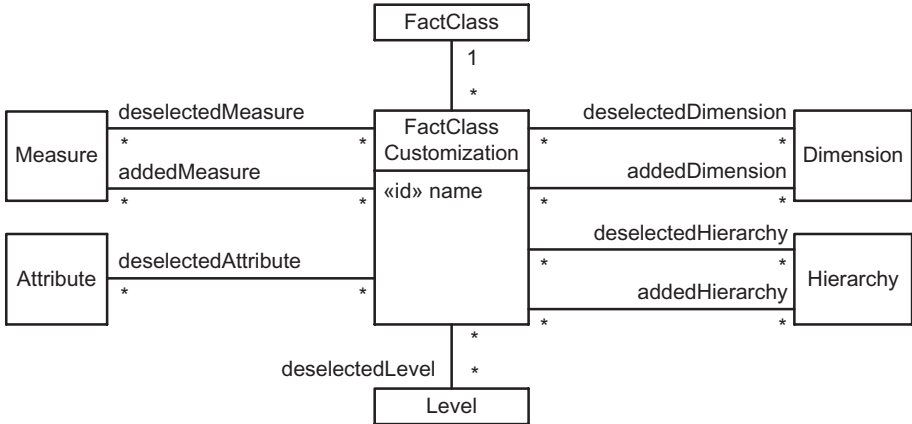 FactClass
1
*
deselectedMeasure
* *
Measure
addedMeasure
* *
FactClass
Customization
«id» name
deselectedDimension
* *
Dimension
addedDimension
* *
Attribute
deselectedAttribute
* *
deselectedHierarchy
* *
Hierarchy
addedHierarchy
* *
*
deselectedLevel
*
Level